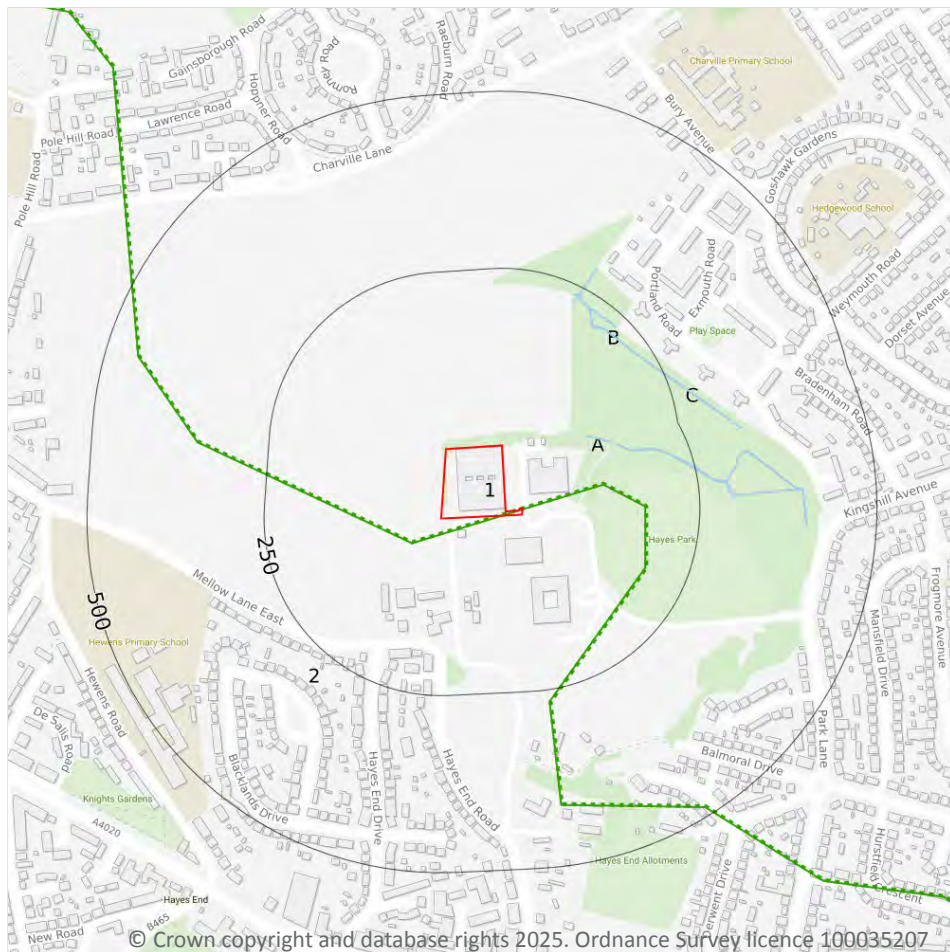 Gainsborough Road
Romney Road
Raeburn Road
Hoppner Road
Lawrence Road
Pole Hill Road
Pole Hill Road
Charville Lane
Charville Primary School
Bury Avenue
Goshawk Gardens
Hedgewood School
Weymouth Road
Dorset Avenue
Exmouth Road
Portland Road
Play Space
Bradenham Road
B
C
A
1
Kingshill Avenue
Hayes Park
250
500
Mellow Lane East
Hewens Primary School
Hewens Road
2
Frogmore Avenue
Mansfield Drive
Park Lane
De Salis Road
Blacklands Drive
Hayes End Drive
Hayes End Road
Balmoral Drive
Knights Gardens
A4020
Hayes End Allotments
Derwent Drive
Hurstfield Crescent
Hayes End
New Road
B465
© Crown copyright and database rights 2025. Ordnance Survey licence 100035207